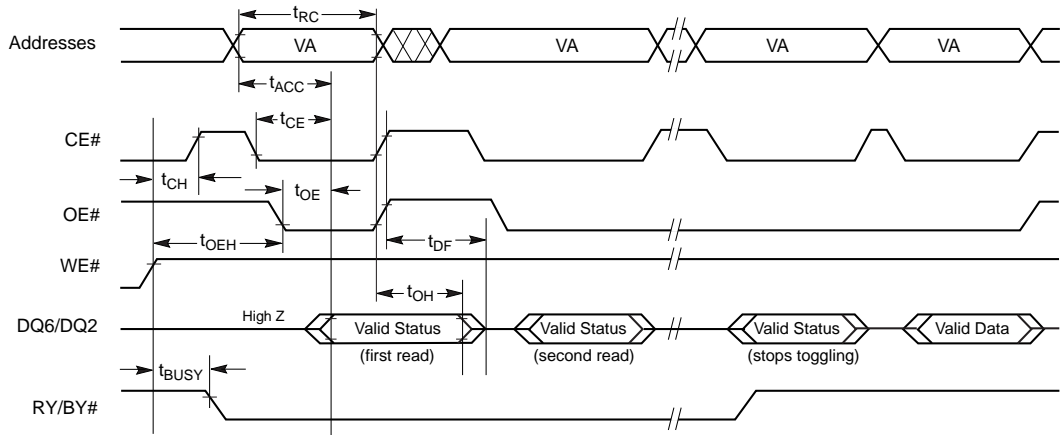 tRC
Addresses VA VA VA VA
tACC
tCE
CE#
tCH tOE
OE#
tOEH tDF
WE#
tOH
DQ6/DQ2 High Z Valid Status Valid Status Valid Status Valid Data
(first read) (second read) (stops toggling)
tBUSY
RY/BY#